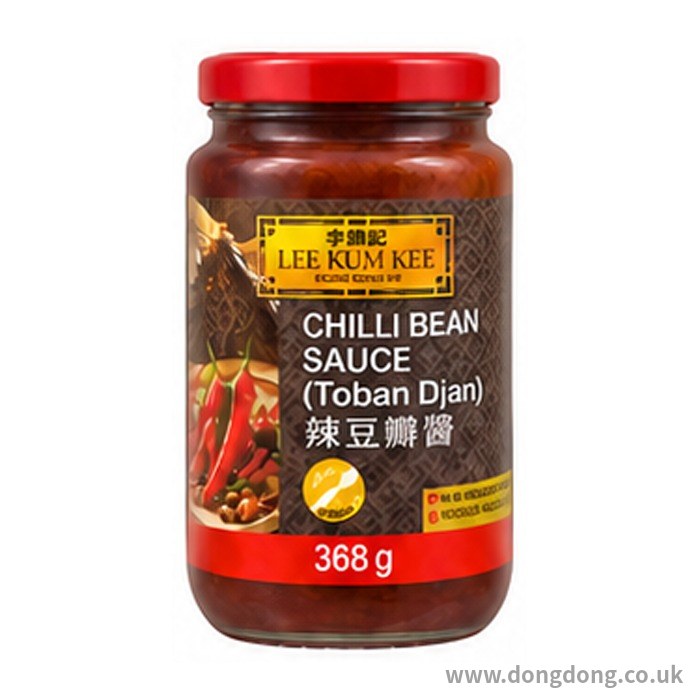 李錦記
LEE KUM KEE
CHILLI BEAN
SAUCE
(Toban Djan)
辣豆瓣醬
368 g
www.dongdong.co.uk